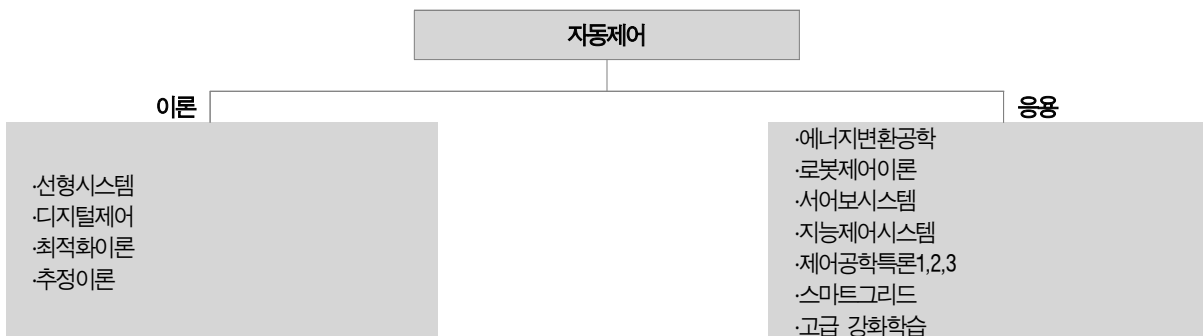 자동제어
이론
·선형시스템
·디지털제어
·최적화이론
·추정이론
응용
·에너지변환공학
·로봇제어이론
·서어보시스템
·지능제어시스템
·제어공학특론1,2,3
·스마트그리드
·고급 강화학습